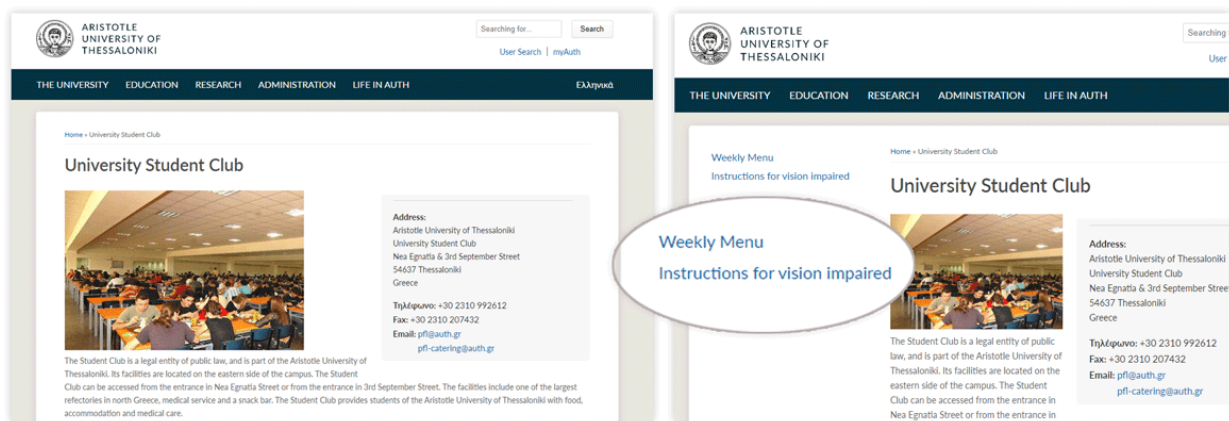 ARISTOTLE
UNIVERSITY OF
THESSALONIKI
Searching for...
Search
User Search | myAuth
THE UNIVERSITY EDUCATION RESEARCH ADMINISTRATION LIFE IN AUTH Ελληνικά
Home » University Student Club
University Student Club
Address:
Aristotle University of Thessaloniki
University Student Club
Nea Egnatia & 3rd September Street
54637 Thessaloniki
Greece
Τηλέφωνο: +30 2310 992612
Fax: +30 2310 207432
Email: pfl@auth.gr
pfl-catering@auth.gr
The Student Club is a legal entity of public law, and is part of the Aristotle University of
Thessaloniki. Its facilities are located on the eastern side of the campus. The Student
Club can be accessed from the entrance in Nea Egnatia Street or from the entrance in 3rd September Street. The facilities include one of the largest
refectories in north Greece, medical service and a snack bar. The Student Club provides students of the Aristotle University of Thessaloniki with food,
accommodation and medical care.
ARISTOTLE
UNIVERSITY OF
THESSALONIKI
Searching
User
THE UNIVERSITY EDUCATION RESEARCH ADMINISTRATION LIFE IN AUTH
Weekly Menu
Instructions for vision impaired
Weekly Menu
Instructions for vision impaired
Home » University Student Club
University Student Club
Address:
Aristotle University of Thessaloniki
University Student Club
Nea Egnatia & 3rd September Stree
54637 Thessaloniki
Greece
Τηλέφωνο: +30 2310 992612
Fax: +30 2310 207432
Email: pfl@auth.gr
pfl-catering@auth.gr
The Student Club is a legal entity of public
law, and is part of the Aristotle University of
Thessaloniki. Its facilities are located on the
eastern side of the campus. The Student
Club can be accessed from the entrance in
Nea Egnatia Street or from the entrance in